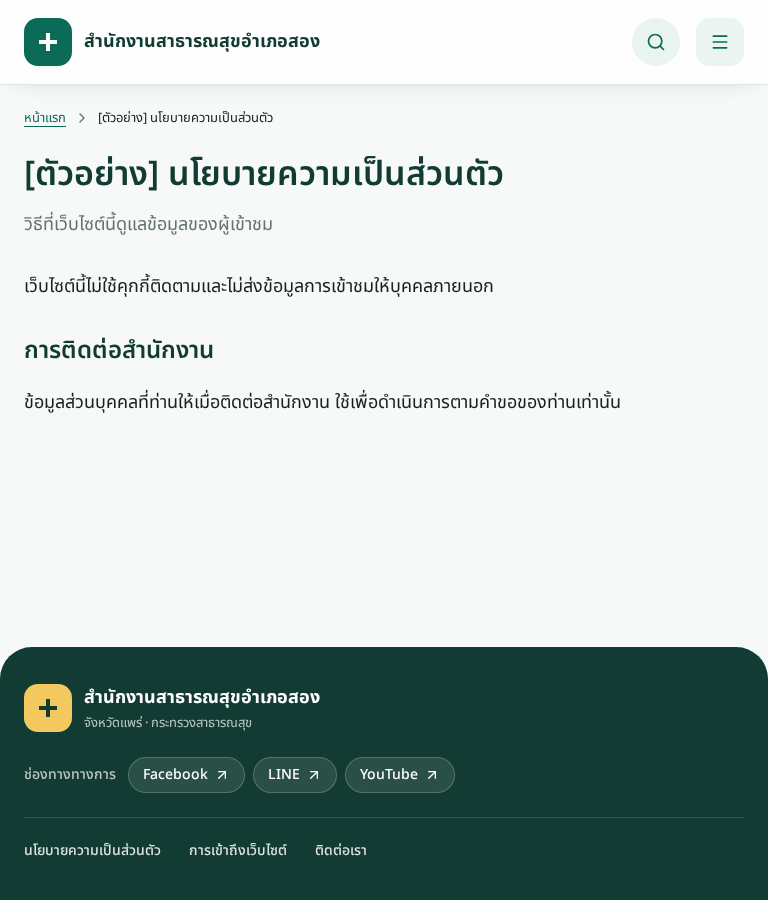 สำนักงานสาธารณสุขอำเภอสอง
หน้าแรก
[ตัวอย่าง] นโยบายความเป็นส่วนตัว
[ตัวอย่าง] นโยบายความเป็นส่วนตัว
วิธีที่เว็บไซต์นี้ดูแลข้อมูลของผู้เข้าชม
เว็บไซต์นี้ไม่ใช้คุกกี้ติดตามและไม่ส่งข้อมูลการเข้าชมให้บุคคลภายนอก
การติดต่อสำนักงาน
ข้อมูลส่วนบุคคลที่ท่านให้เมื่อติดต่อสำนักงาน ใช้เพื่อดำเนินการตามคำขอของท่านเท่านั้น
สำนักงานสาธารณสุขอำเภอสอง
จังหวัดแพร่ · กระทรวงสาธารณสุข
ช่องทางทางการ Facebook LINE YouTube
นโยบายความเป็นส่วนตัว การเข้าถึงเว็บไซต์ ติดต่อเรา